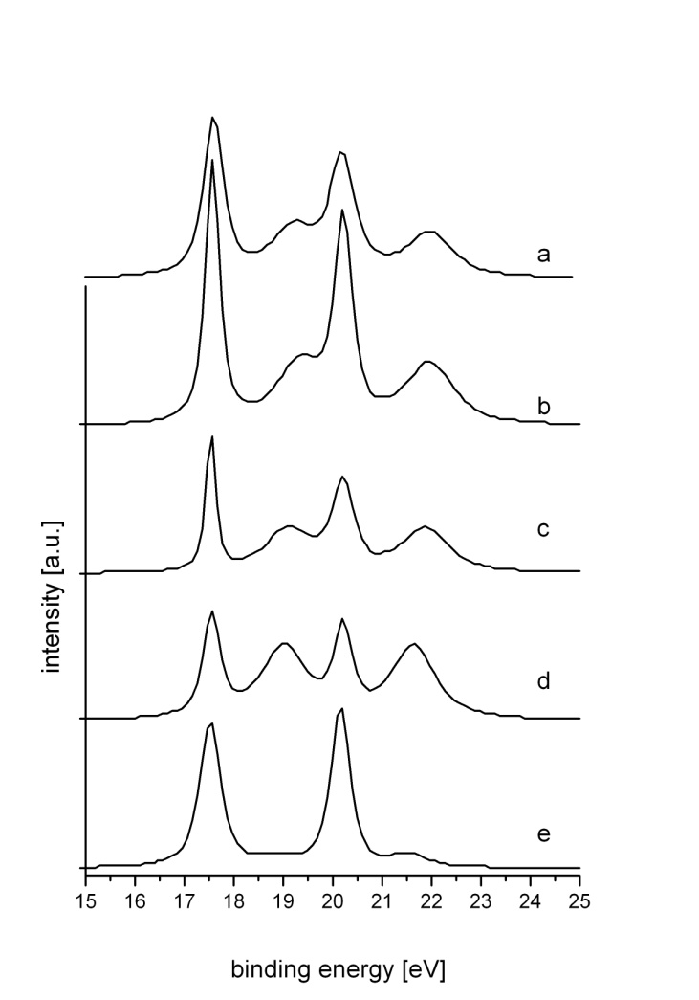 a
b
c
d
e
intensity [a.u.]
15 16 17 18 19 20 21 22 23 24 25
binding energy [eV]